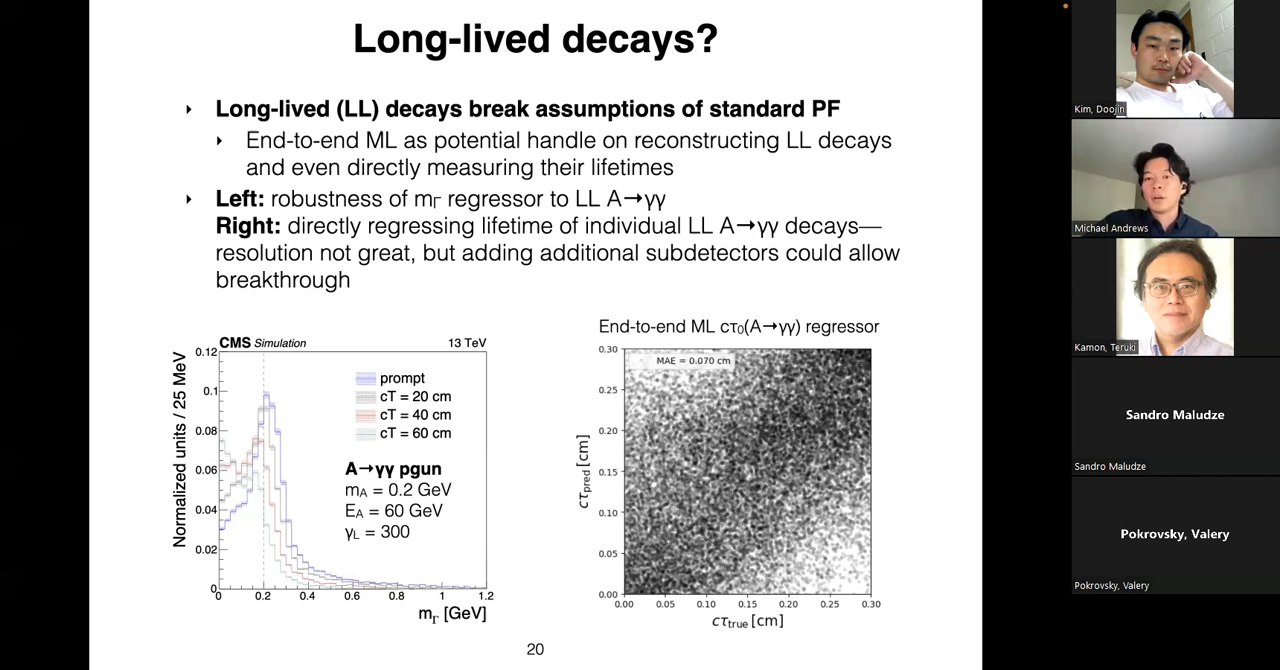 Long-lived decays?
‣ Long-lived (LL) decays break assumptions of standard PF
‣ End-to-end ML as potential handle on reconstructing LL decays
and even directly measuring their lifetimes
‣ Left: robustness of mΓ regressor to LL A→γγ
Right: directly regressing lifetime of individual LL A→γγ decays—
resolution not great, but adding additional subdetectors could allow
breakthrough
CMS Simulation 13 TeV
Normalized units / 25 MeV
0.12
0.1
0.08
0.06
0.04
0.02
0
prompt
cT = 20 cm
cT = 40 cm
cT = 60 cm
A→γγ pgun
mA = 0.2 GeV
EA = 60 GeV
γL = 300
0 0.2 0.4 0.6 0.8 1 1.2
mΓ [GeV]
End-to-end ML cτ0(A→γγ) regressor
MAE = 0.070 cm
cτpred [cm]
0.30
0.25
0.20
0.15
0.10
0.05
0.00
0.00 0.05 0.10 0.15 0.20 0.25 0.30
cτtrue [cm]
20
Kim, Doojin
Michael Andrews
Kamon, Teruki
Sandro Maludze
Sandro Maludze
Pokrovsky, Valery
Pokrovsky, Valery